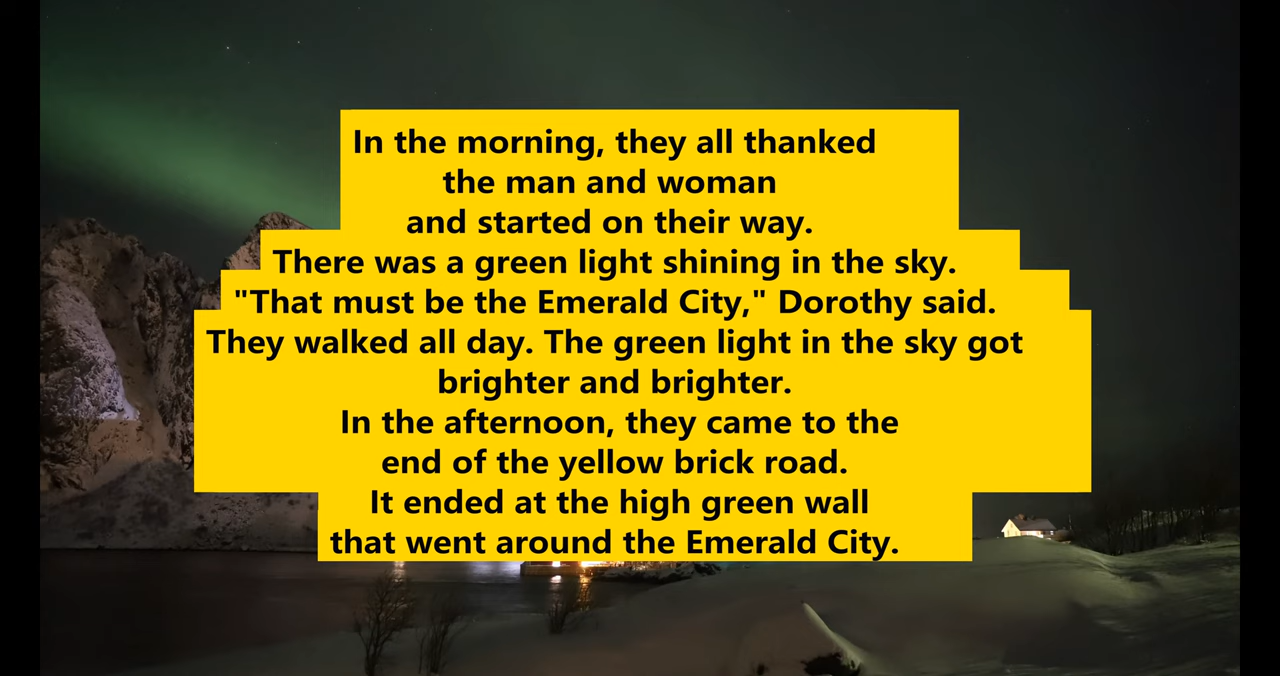 In the morning, they all thanked
the man and woman
and started on their way.
There was a green light shining in the sky.
"That must be the Emerald City," Dorothy said.
They walked all day. The green light in the sky got
brighter and brighter.
In the afternoon, they came to the
end of the yellow brick road.
It ended at the high green wall
that went around the Emerald City.